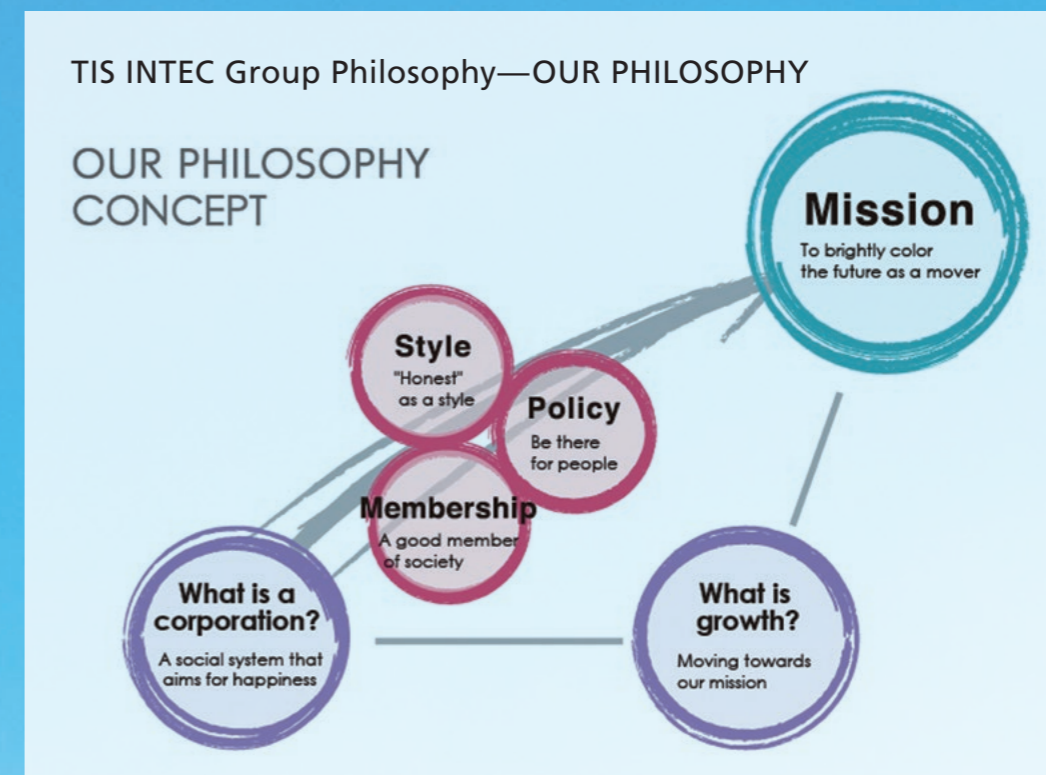 TIS INTEC Group Philosophy—OUR PHILOSOPHY
OUR PHILOSOPHY
CONCEPT
Mission
To brightly color
the future as a mover
Style
"Honest"
as a style
Policy
Be there
for people
Membership
A good member
of society
What is a
corporation?
A social system that
aims for happiness
What is
growth?
Moving towards
our mission